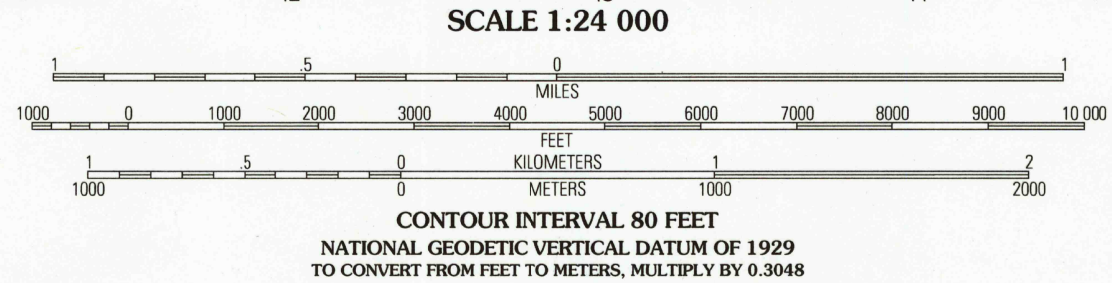 SCALE 1:24 000
1 .5 0 1
MILES
1000 0 1000 2000 3000 4000 5000 6000 7000 8000 9000 10 000
FEET
1 .5 0 KILOMETERS 1 2
1000 0 METERS 1000 2000
CONTOUR INTERVAL 80 FEET
NATIONAL GEODETIC VERTICAL DATUM OF 1929
TO CONVERT FROM FEET TO METERS, MULTIPLY BY 0.3048